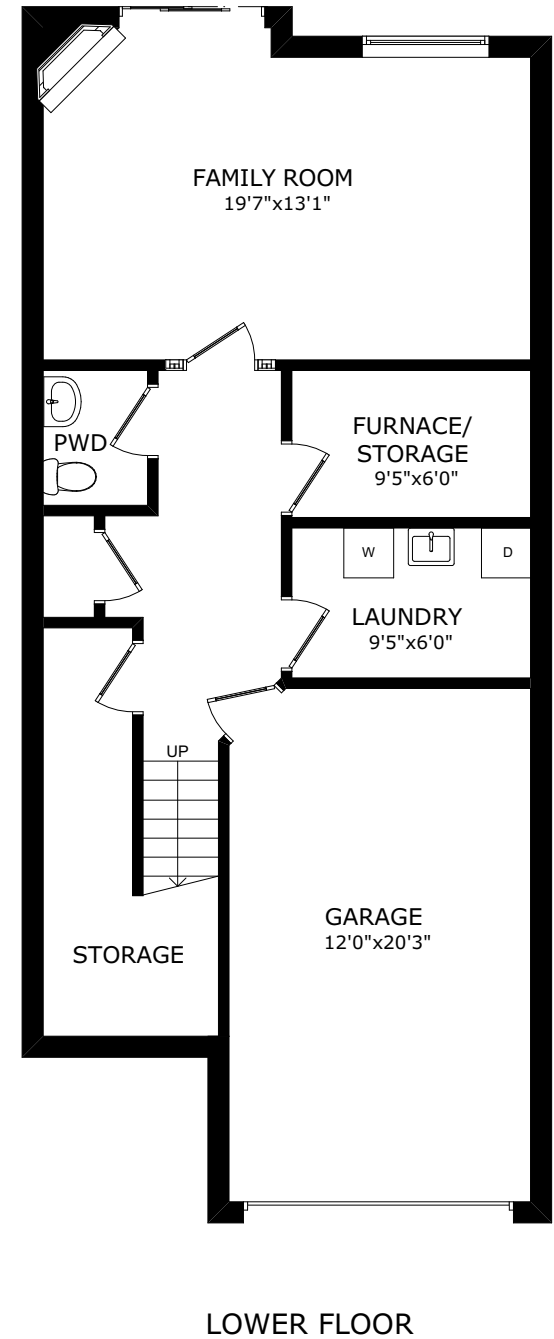 FAMILY ROOM
19'7"x13'1"
PWD
FURNACE/
STORAGE
9'5"x6'0"
W
D
LAUNDRY
9'5"x6'0"
UP
GARAGE
12'0"x20'3"
STORAGE
LOWER FLOOR